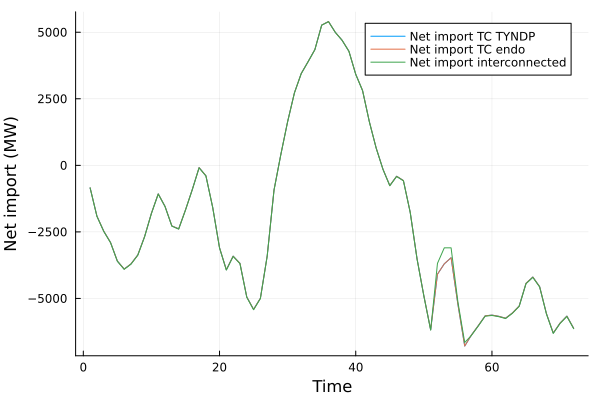 Net import (MW)
5000
2500
0
−2500
−5000
0
20
40
60
Time
Net import TC TYNDP
Net import TC endo
Net import interconnected